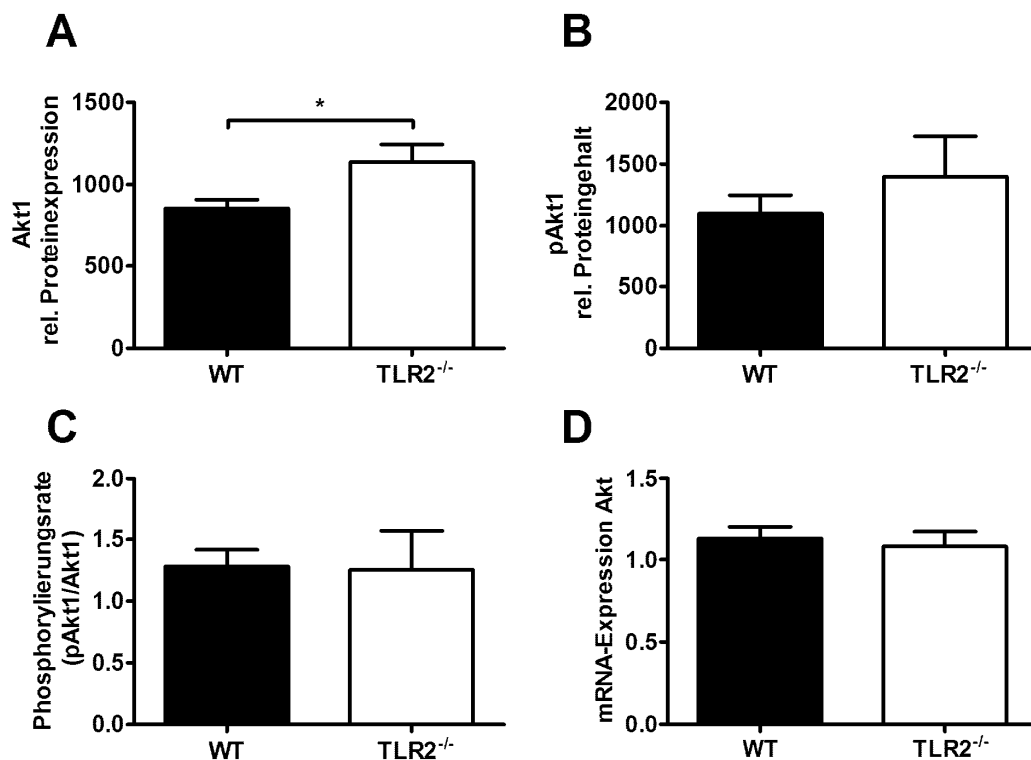 A
Akt1
rel. Proteinexpression
1500
1000
500
0
*
WT
TLR2-/-
B
pAkt1
rel. Proteingehalt
2000
1500
1000
500
0
WT
TLR2-/-
C
Phosphorylierungsrate
(pAkt1/Akt1)
2.0
1.5
1.0
0.5
0.0
WT
TLR2-/-
D
mRNA-Expression Akt
1.5
1.0
0.5
0.0
WT
TLR2-/-